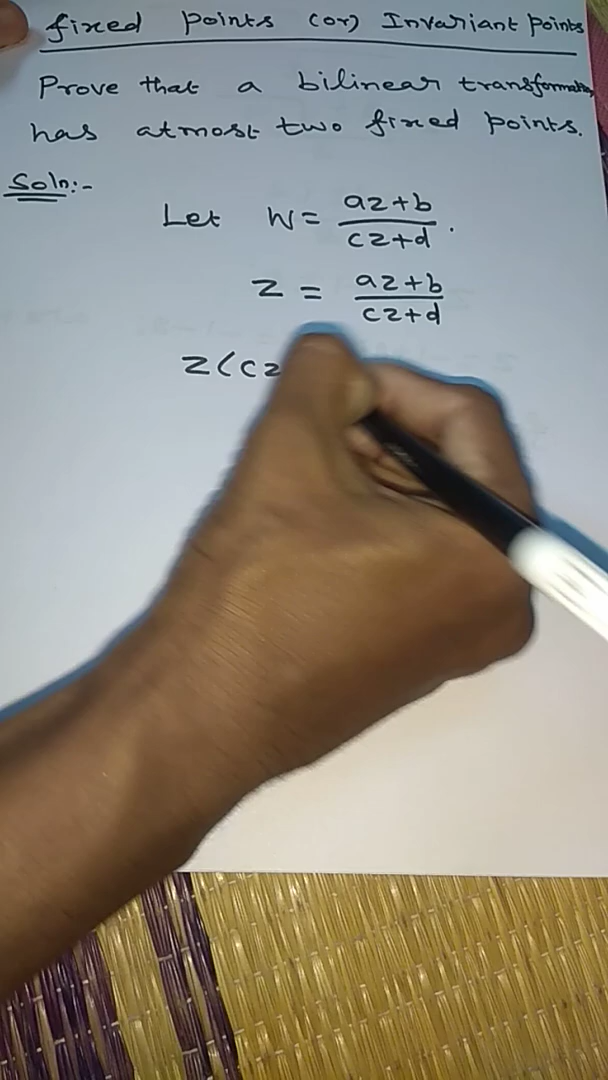 fixed points (or) Invariant points
Prove that a bilinear transformation
has atmost two fixed points.
Soln:-
Let W = az+b / cz+d .
z = az+b / cz+d
z(cz